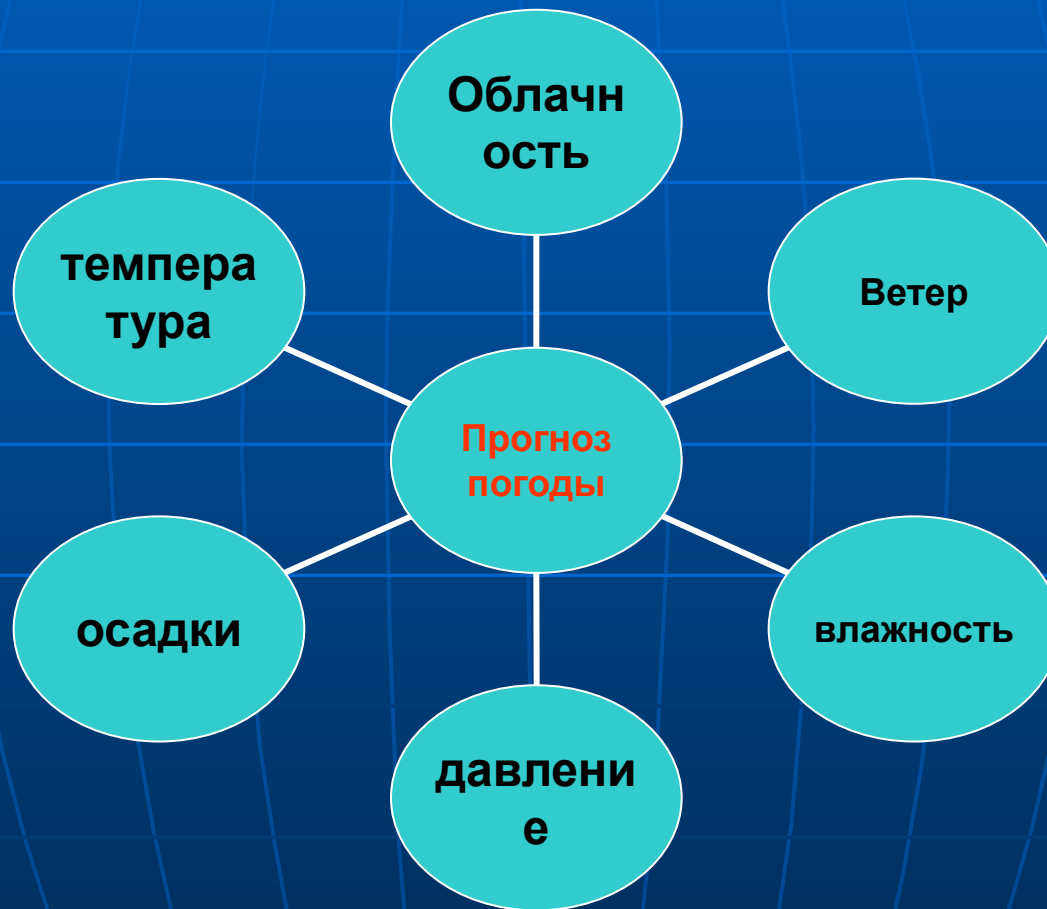 Облачн
ость
темпера
тура
Ветер
Прогноз
погоды
осадки
влажность
давлени
е